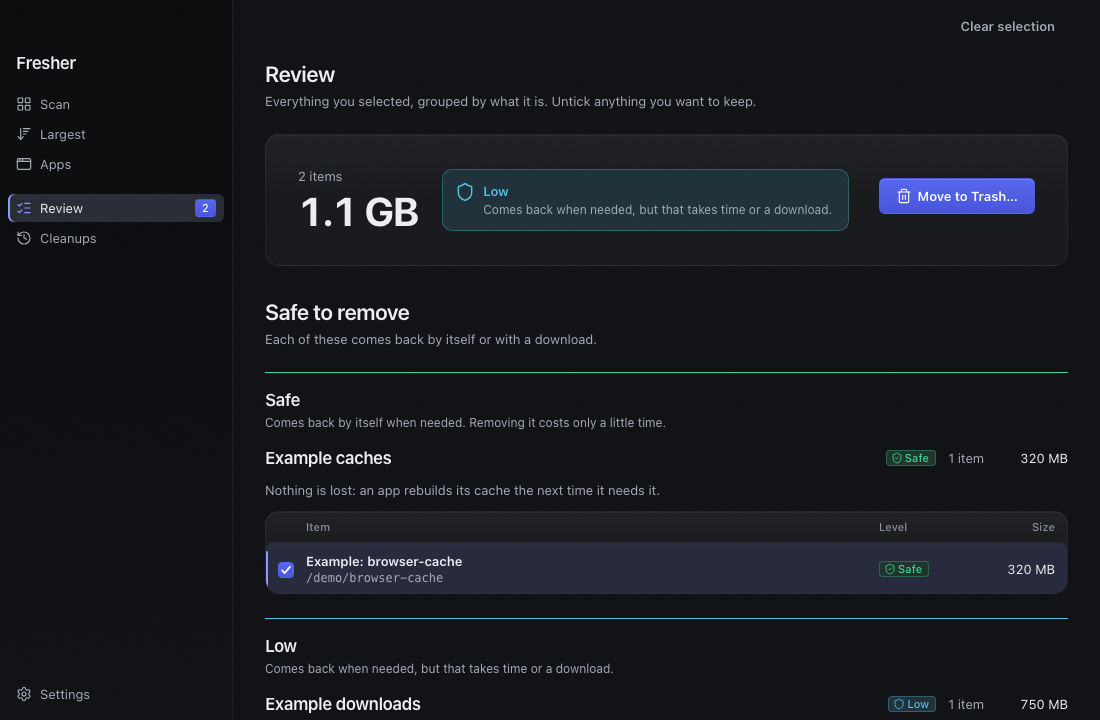 Clear selection
Fresher
Scan
Largest
Apps
Review 2
Cleanups
Settings
Review
Everything you selected, grouped by what it is. Untick anything you want to keep.
2 items
1.1 GB
Low
Comes back when needed, but that takes time or a download.
Move to Trash...
Safe to remove
Each of these comes back by itself or with a download.
Safe
Comes back by itself when needed. Removing it costs only a little time.
Example caches Safe 1 item 320 MB
Nothing is lost: an app rebuilds its cache the next time it needs it.
Item Level Size
Example: browser-cache
/demo/browser-cache
Safe 320 MB
Low
Comes back when needed, but that takes time or a download.
Example downloads Low 1 item 750 MB